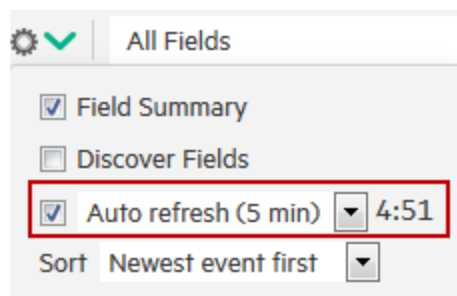 All Fields
Field Summary
Discover Fields
Auto refresh (5 min) 4:51
Sort Newest event first